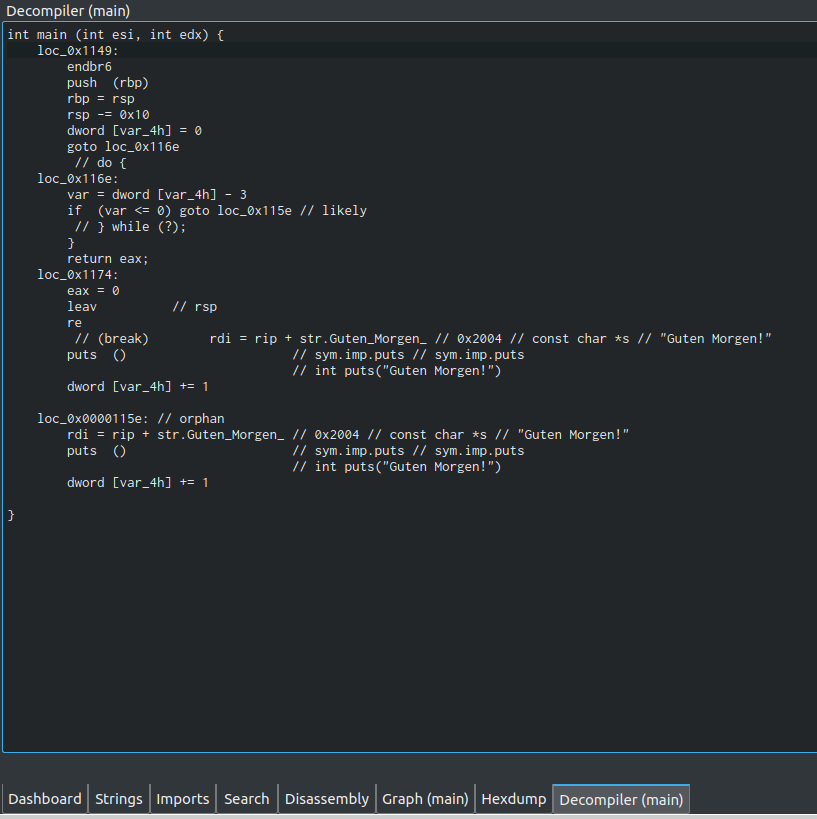 Decompiler (main)
int main (int esi, int edx) {
    loc_0x1149:
        endbr6
        push  (rbp)
        rbp = rsp
        rsp -= 0x10
        dword [var_4h] = 0
        goto loc_0x116e
         // do {
    loc_0x116e:
        var = dword [var_4h] - 3
        if  (var <= 0) goto loc_0x115e // likely
         // } while (?);
        }
        return eax;
    loc_0x1174:
        eax = 0
        leav          // rsp
        re
         // (break)        rdi = rip + str.Guten_Morgen_ // 0x2004 // const char *s // "Guten Morgen!"
        puts  ()                      // sym.imp.puts // sym.imp.puts
                                      // int puts("Guten Morgen!")
        dword [var_4h] += 1
    loc_0x0000115e: // orphan
        rdi = rip + str.Guten_Morgen_ // 0x2004 // const char *s // "Guten Morgen!"
        puts  ()                      // sym.imp.puts // sym.imp.puts
                                      // int puts("Guten Morgen!")
        dword [var_4h] += 1
}
Dashboard Strings Imports Search Disassembly Graph (main) Hexdump Decompiler (main)